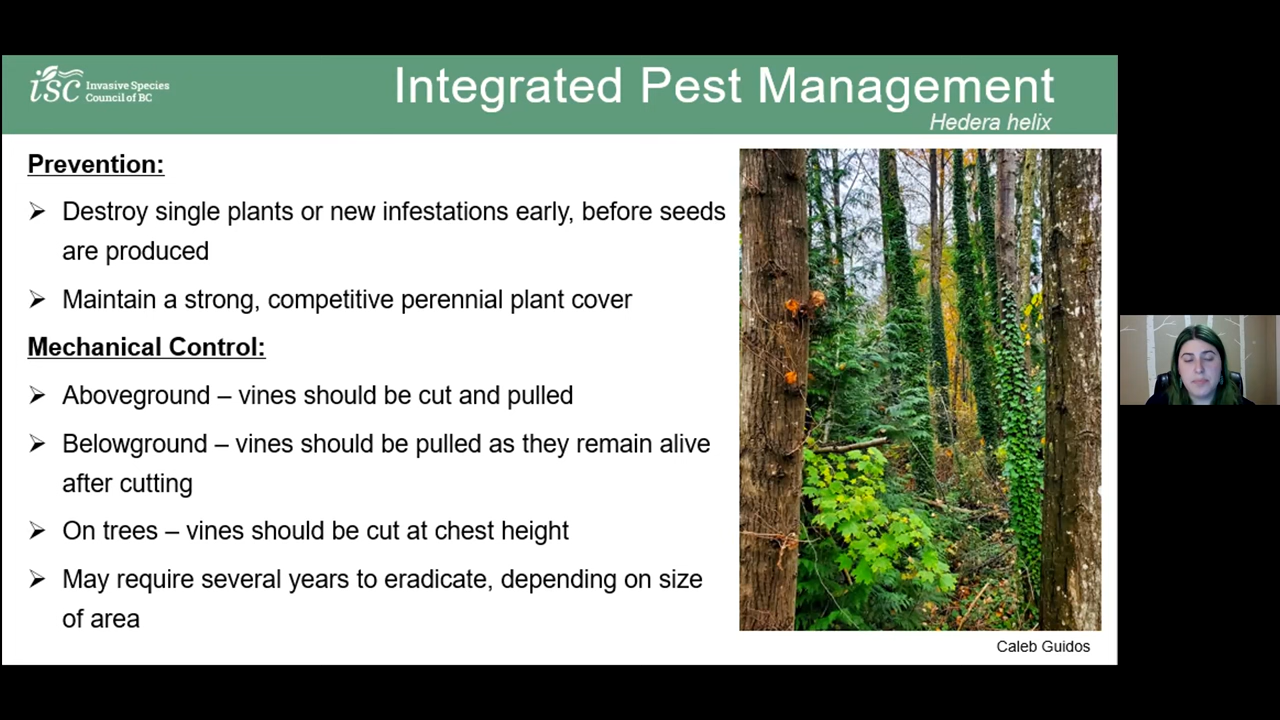 isc Invasive Species
Council of BC
Integrated Pest Management
Hedera helix
Prevention:
➢ Destroy single plants or new infestations early, before seeds
are produced
➢ Maintain a strong, competitive perennial plant cover
Mechanical Control:
➢ Aboveground – vines should be cut and pulled
➢ Belowground – vines should be pulled as they remain alive
after cutting
➢ On trees – vines should be cut at chest height
➢ May require several years to eradicate, depending on size
of area
Caleb Guidos